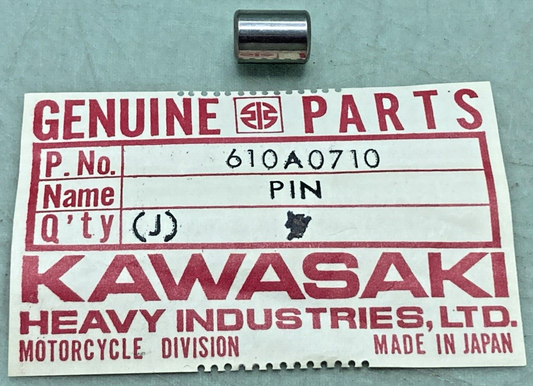 GENUINE PARTS
P. No. 610A0710
Name PIN
Q'ty (J)
KAWASAKI
HEAVY INDUSTRIES, LTD.
MOTORCYCLE DIVISION MADE IN JAPAN